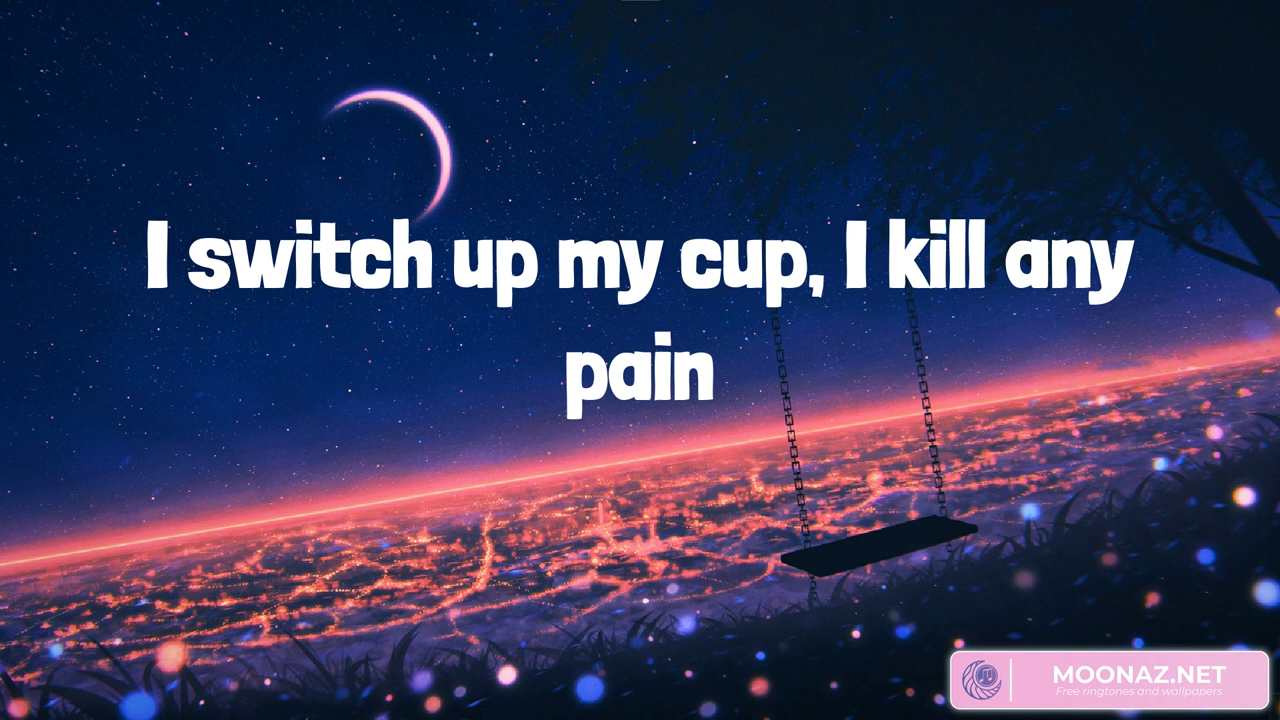 I switch up my cup, I kill any
pain
MOONAZ.NET
Free ringtones and wallpapers